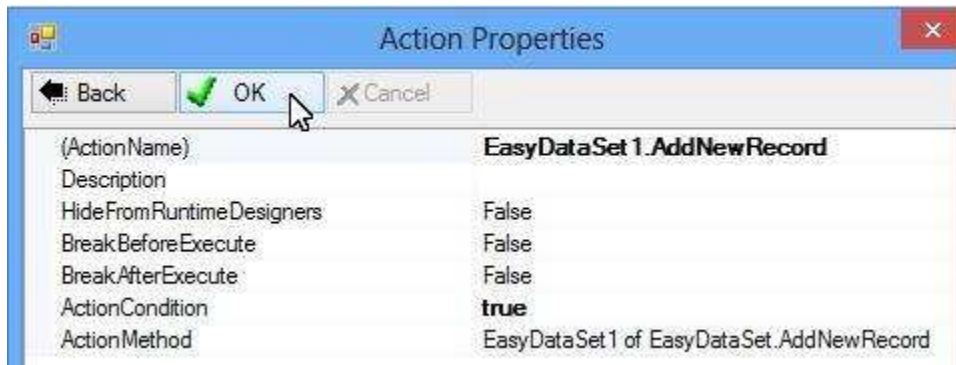 Action Properties
Back OK Cancel
(ActionName) EasyDataSet1.AddNewRecord
Description
HideFromRuntimeDesigners False
BreakBeforeExecute False
BreakAfterExecute False
ActionCondition true
ActionMethod EasyDataSet1 of EasyDataSet.AddNewRecord